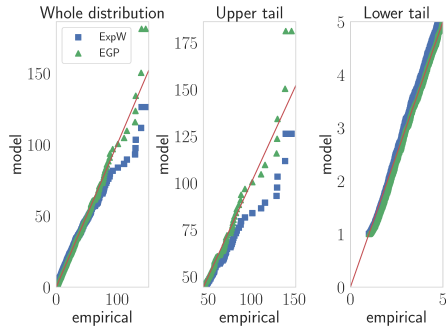 Whole distribution
Upper tail
Lower tail
ExpW
EGP
model
0
50
100
150
0
100
empirical
model
50
75
100
125
150
175
50
100
150
empirical
model
0
1
2
3
4
5
0
5
empirical